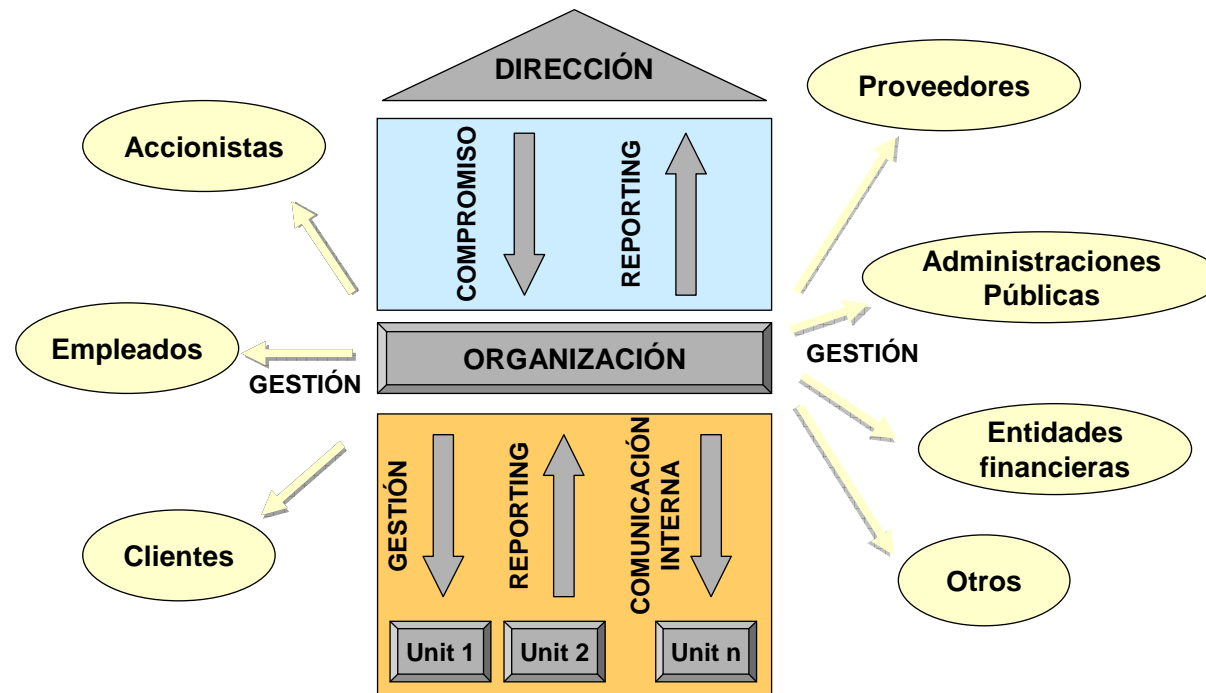 DIRECCIÓN
Proveedores
Accionistas
COMPROMISO
REPORTING
Administraciones
Públicas
Empleados
ORGANIZACIÓN
GESTIÓN
GESTIÓN
Entidades
financieras
GESTIÓN
REPORTING
COMUNICACIÓN
INTERNA
Clientes
Otros
Unit 1
Unit 2
Unit n